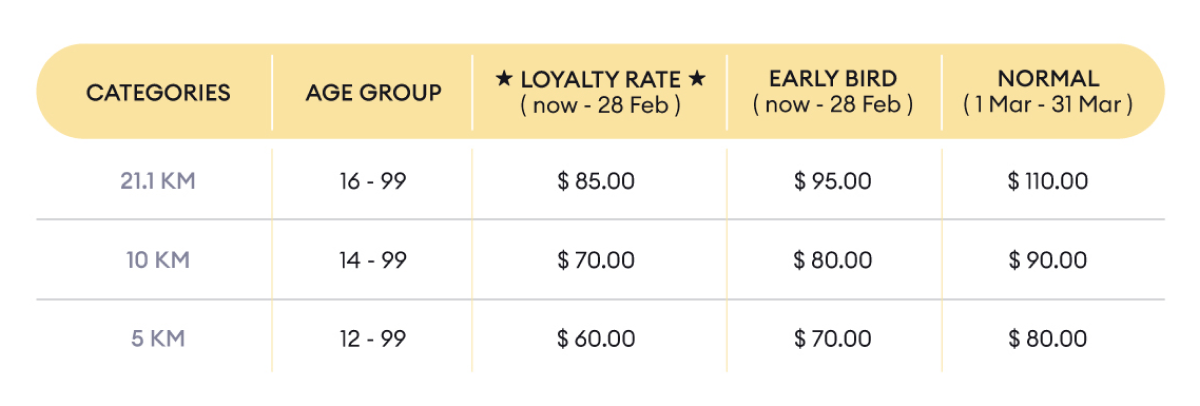 CATEGORIES AGE GROUP ★ LOYALTY RATE ★ EARLY BIRD NORMAL
( now - 28 Feb ) ( now - 28 Feb ) ( 1 Mar - 31 Mar )
21.1 KM 16 - 99 $ 85.00 $ 95.00 $ 110.00
10 KM 14 - 99 $ 70.00 $ 80.00 $ 90.00
5 KM 12 - 99 $ 60.00 $ 70.00 $ 80.00